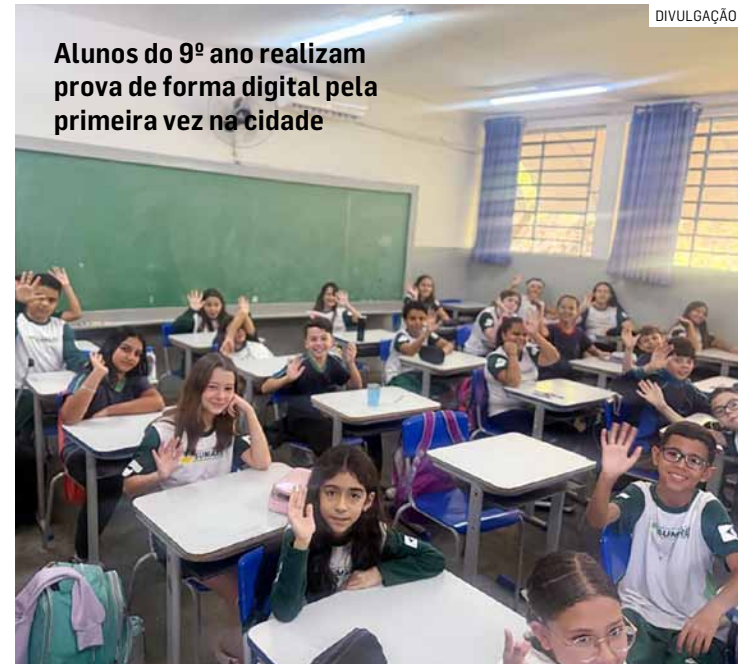 DIVULGAÇÃO
Alunos do 9º ano realizam
prova de forma digital pela
primeira vez na cidade